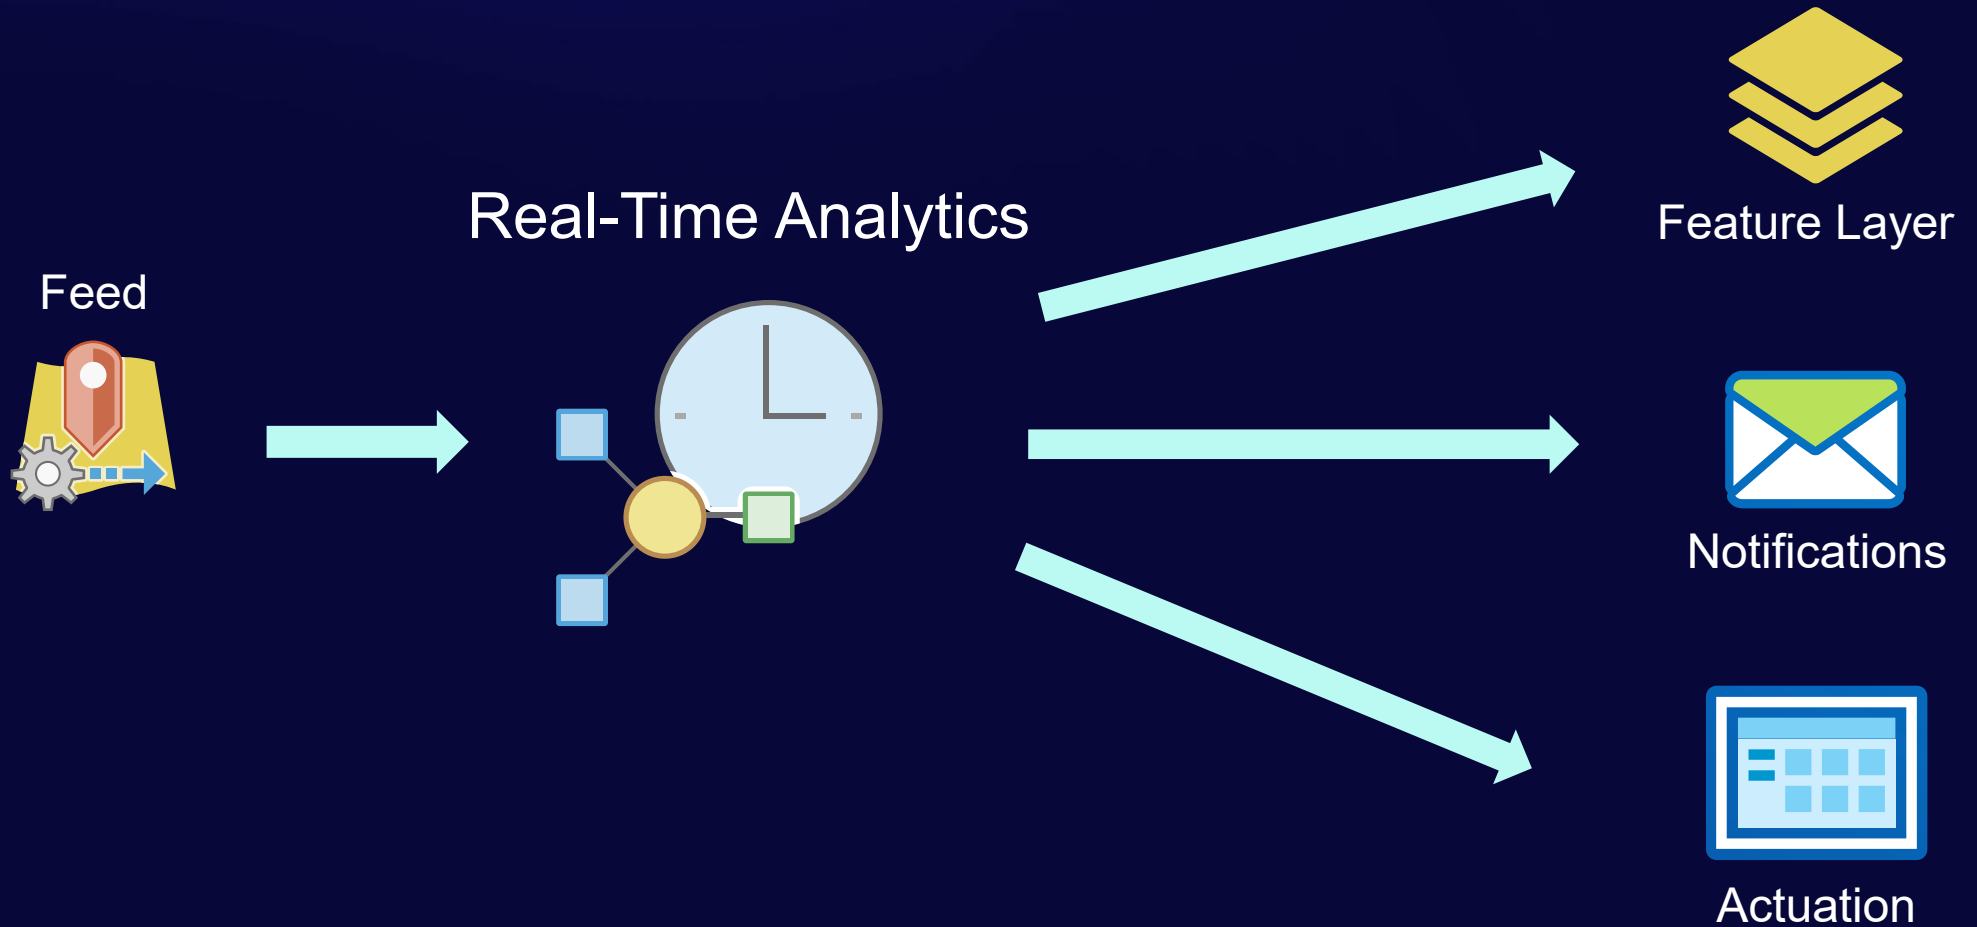 Feed
Real-Time Analytics
Feature Layer
Notifications
Actuation